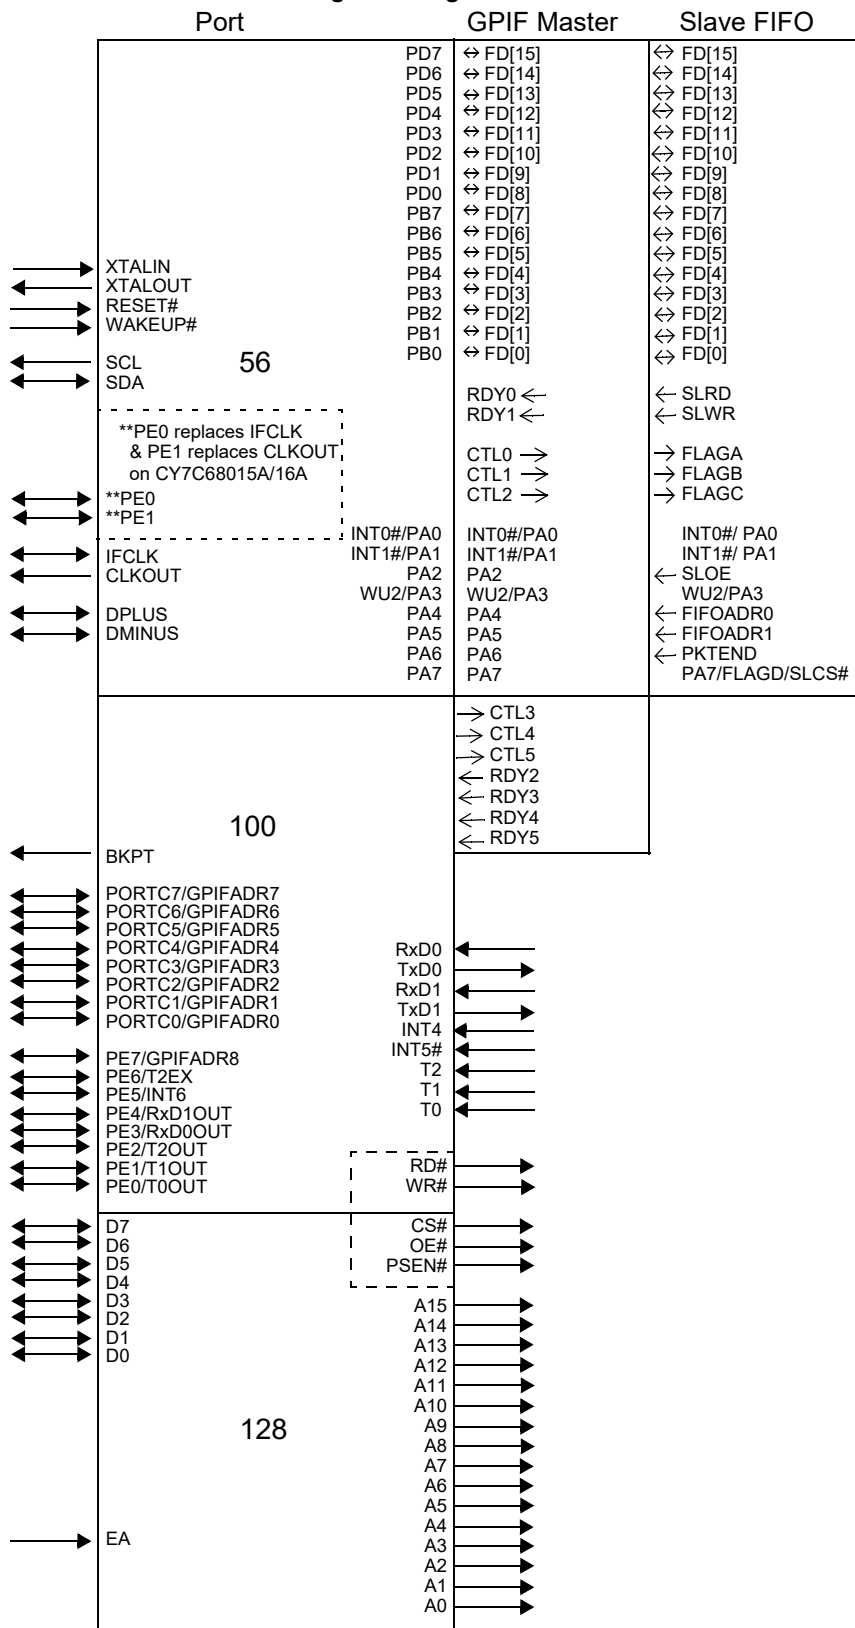 Port GPIF Master Slave FIFO
PD7 FD[15] FD[15]
PD6 FD[14] FD[14]
PD5 FD[13] FD[13]
PD4 FD[12] FD[12]
PD3 FD[11] FD[11]
PD2 FD[10] FD[10]
PD1 FD[9] FD[9]
PD0 FD[8] FD[8]
PB7 FD[7] FD[7]
PB6 FD[6] FD[6]
PB5 FD[5] FD[5]
XTALIN PB4 FD[4] FD[4]
XTALOUT PB3 FD[3] FD[3]
RESET# PB2 FD[2] FD[2]
WAKEUP# PB1 FD[1] FD[1]
SCL 56 PB0 FD[0] FD[0]
SDA
RDY0 SLRD
RDY1 SLWR
**PE0 replaces IFCLK
& PE1 replaces CLKOUT
on CY7C68015A/16A
CTL0 FLAGA
CTL1 FLAGB
**PE0 CTL2 FLAGC
**PE1
INT0#/PA0 INT0#/PA0 INT0#/ PA0
IFCLK INT1#/PA1 INT1#/PA1 INT1#/ PA1
CLKOUT PA2 PA2 SLOE
WU2/PA3 WU2/PA3 WU2/PA3
DPLUS PA4 PA4 FIFOADR0
DMINUS PA5 PA5 FIFOADR1
PA6 PA6 PKTEND
PA7 PA7 PA7/FLAGD/SLCS#
CTL3
CTL4
CTL5
RDY2
RDY3
RDY4
100 RDY5
BKPT
PORTC7/GPIFADR7
PORTC6/GPIFADR6
PORTC5/GPIFADR5
PORTC4/GPIFADR4 RxD0
PORTC3/GPIFADR3 TxD0
PORTC2/GPIFADR2 RxD1
PORTC1/GPIFADR1 TxD1
PORTC0/GPIFADR0 INT4
INT5#
PE7/GPIFADR8 T2
PE6/T2EX T1
PE5/INT6 T0
PE4/RxD1OUT
PE3/RxD0OUT
PE2/T2OUT
PE1/T1OUT RD#
PE0/T0OUT WR#
D7 CS#
D6 OE#
D5 PSEN#
D4
D3 A15
D2 A14
D1 A13
D0 A12
A11
A10
128 A9
A8
A7
A6
A5
A4
EA A3
A2
A1
A0